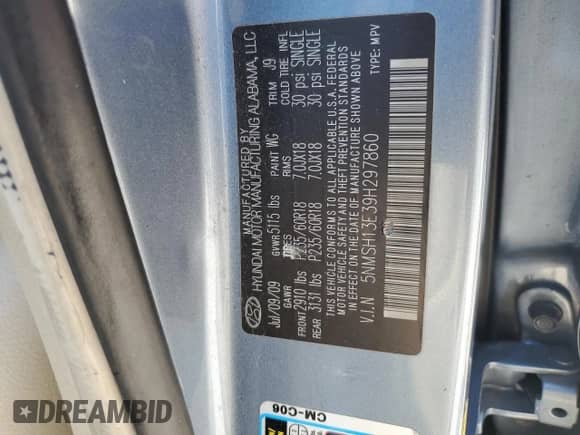 MANUFACTURED BY
HYUNDAI MOTOR MANUFACTURING ALABAMA, LLC
Jul/09/09 GVWR 5115 lbs PAINT WG TRIM J9
GAWR TIRES RIMS COLD TIRE INFL
FRONT 2910 lbs P235/60R18 7.0JX18 30 psi SINGLE
REAR 3131 lbs P235/60R18 7.0JX18 30 psi SINGLE
THIS VEHICLE CONFORMS TO ALL APPLICABLE U.S.A. FEDERAL
MOTOR VEHICLE SAFETY AND THEFT PREVENTION STANDARDS
IN EFFECT ON THE DATE OF MANUFACTURE SHOWN ABOVE
V.I.N 5NMSH13E39H297860 TYPE: MPV
CM-C06
DREAMBID